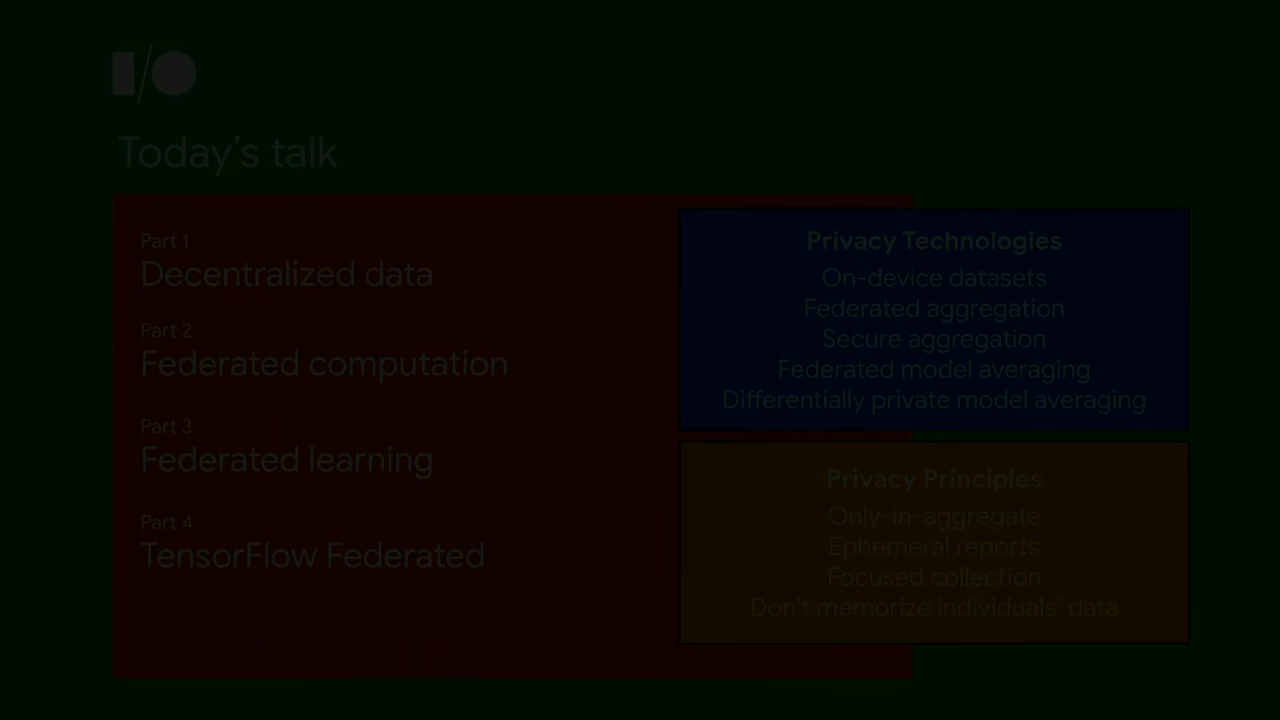 I/O
Today's talk
Part 1
Decentralized data
Part 2
Federated computation
Part 3
Federated learning
Part 4
TensorFlow Federated
Privacy Technologies
On-device datasets
Federated aggregation
Secure aggregation
Federated model averaging
Differentially private model averaging
Privacy Principles
Only-in-aggregate
Ephemeral reports
Focused collection
Don't memorize individuals' data